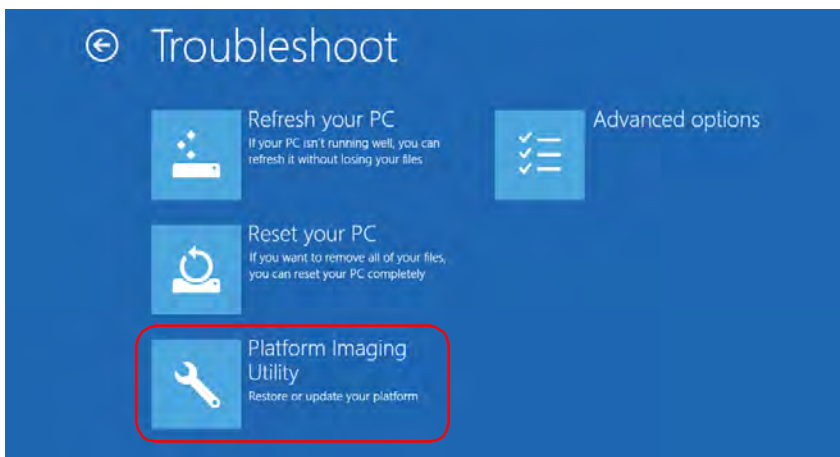 Troubleshoot
Refresh your PC
If your PC isn't running well, you can
refresh it without losing your files
Advanced options
Reset your PC
If you want to remove all of your files,
you can reset your PC completely
Platform Imaging
Utility
Restore or update your platform